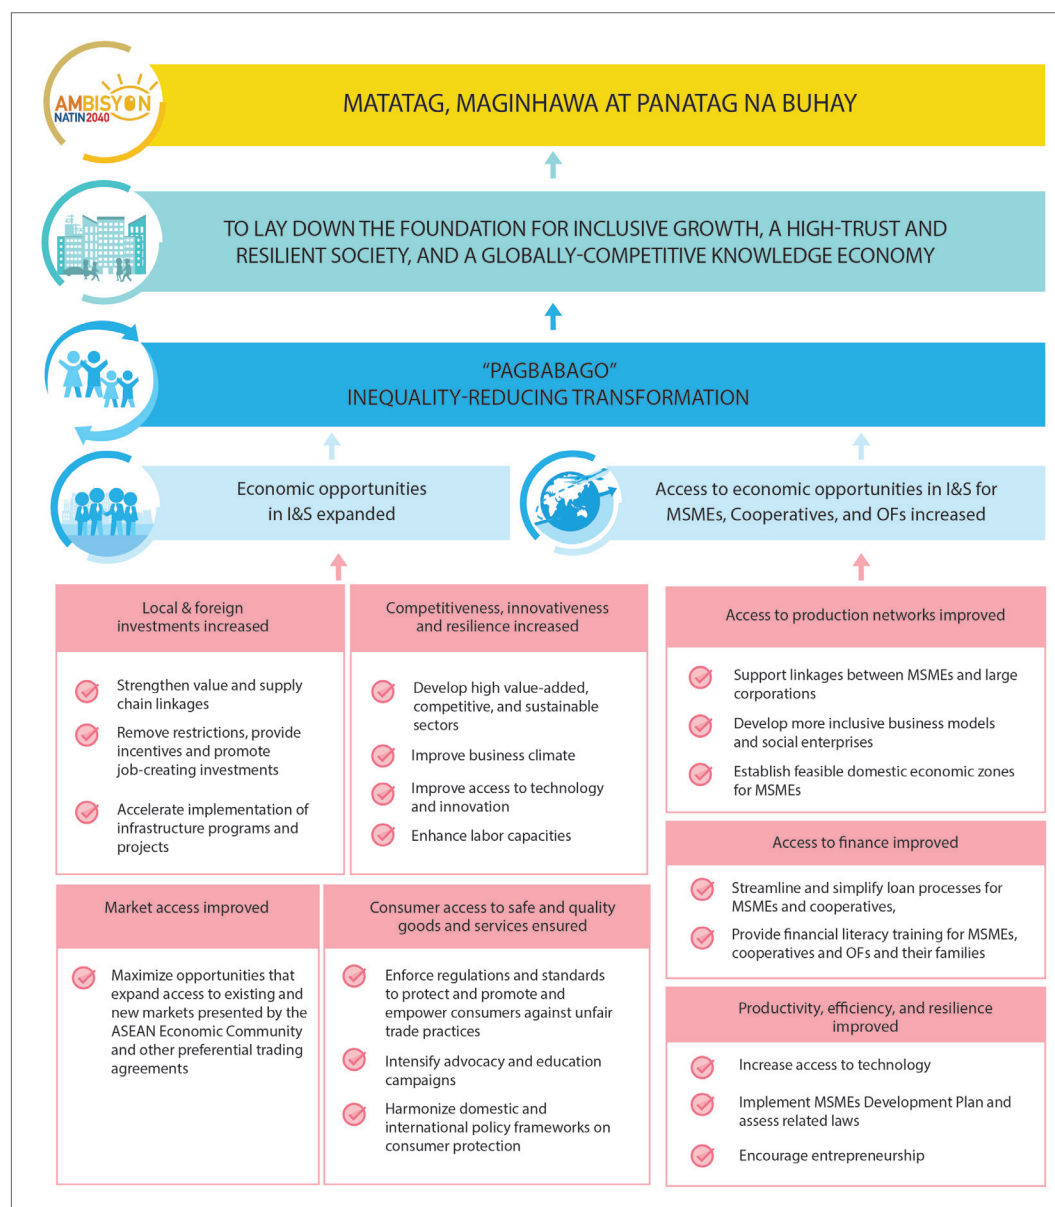 AMBISYON
NATIN 2040
MATATAG, MAGINHAWA AT PANATAG NA BUHAY
TO LAY DOWN THE FOUNDATION FOR INCLUSIVE GROWTH, A HIGH-TRUST AND
RESILIENT SOCIETY, AND A GLOBALLY-COMPETITIVE KNOWLEDGE ECONOMY
“PAGBABAGO”
INEQUALITY-REDUCING TRANSFORMATION
Economic opportunities
in I&S expanded
Access to economic opportunities in I&S for
MSMEs, Cooperatives, and OFs increased
Local & foreign
investments increased
Strengthen value and supply
chain linkages
Remove restrictions, provide
incentives and promote
job-creating investments
Accelerate implementation of
infrastructure programs and
projects
Competitiveness, innovativeness
and resilience increased
Develop high value-added,
competitive, and sustainable
sectors
Improve business climate
Improve access to technology
and innovation
Enhance labor capacities
Market access improved
Maximize opportunities that
expand access to existing and
new markets presented by the
ASEAN Economic Community
and other preferential trading
agreements
Consumer access to safe and quality
goods and services ensured
Enforce regulations and standards
to protect and promote and
empower consumers against unfair
trade practices
Intensify advocacy and education
campaigns
Harmonize domestic and
international policy frameworks on
consumer protection
Access to production networks improved
Support linkages between MSMEs and large
corporations
Develop more inclusive business models
and social enterprises
Establish feasible domestic economic zones
for MSMEs
Access to finance improved
Streamline and simplify loan processes for
MSMEs and cooperatives,
Provide financial literacy training for MSMEs,
cooperatives and OFs and their families
Productivity, efficiency, and resilience
improved
Increase access to technology
Implement MSMEs Development Plan and
assess related laws
Encourage entrepreneurship